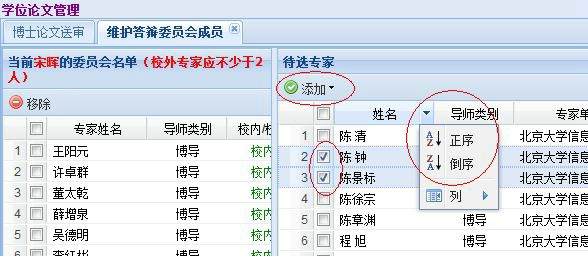 学位论文管理
博士论文送审 维护答辩委员会成员
当前宋晖的委员会名单（校外专家应不少于2
人）
移除
专家姓名 导师类别 校内/校
1 王阳元 博导 校内
2 许卓群 博导 校内
3 董太乾 博导 校内
4 薛增泉 博导 校内
5 吴德明 博导 校内
待选专家
添加
姓名 导师类别 专家单
1 陈 清 北京大学信息
2 陈 钟 北京大学信息
3 陈景标 北京大学信息
4 陈徐宗 北京大学信息
5 陈章渊 博导 北京大学信息
6 程 旭 博导 北京大学信息
A
Z 正序
Z
A 倒序
列